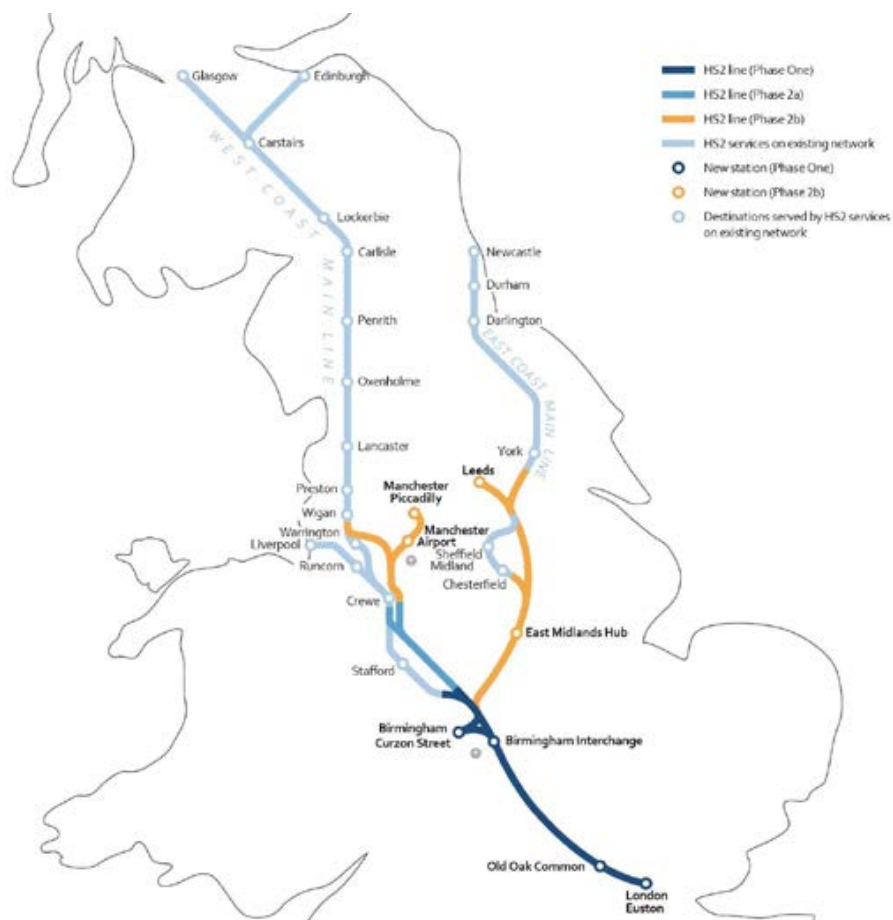 Glasgow
Edinburgh
Carstairs
WEST COAST MAIN LINE
Lockerbie
Carlisle
Penrith
Oxenholme
Lancaster
Preston
Wigan
Warrington
Liverpool
Runcorn
Crewe
Stafford
Manchester
Piccadilly
Manchester
Airport
Newcastle
Durham
Darlington
EAST COAST MAIN LINE
York
Leeds
Sheffield
Midland
Chesterfield
East Midlands Hub
Birmingham
Curzon Street
Birmingham Interchange
Old Oak Common
London
Euston
HS2 line (Phase One)
HS2 line (Phase 2a)
HS2 line (Phase 2b)
HS2 services on existing network
New station (Phase One)
New station (Phase 2b)
Destinations served by HS2 services
on existing network